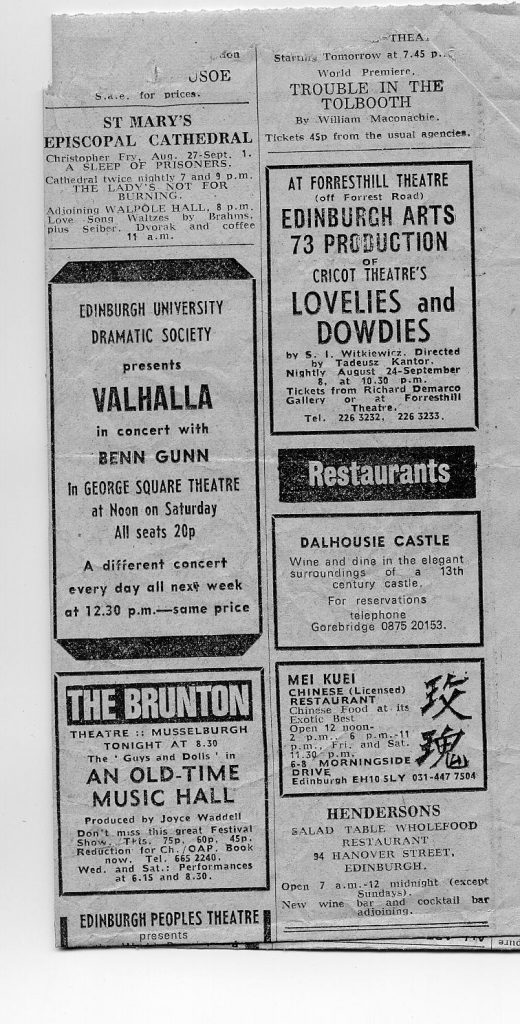 USOE
S.a.e. for prices.
ST MARY'S
EPISCOPAL CATHEDRAL
Christopher Fry, Aug. 27-Sept. 1.
A SLEEP OF PRISONERS.
Cathedral twice nightly 7 and 9 p.m.
THE LADY'S NOT FOR
BURNING.
Adjoining WALPOLE HALL, 8 p.m.
Love Song Waltzes by Brahms,
plus Seiber, Dvorak and coffee
11 a.m.
EDINBURGH UNIVERSITY
DRAMATIC SOCIETY
presents
VALHALLA
in concert with
BENN GUNN
In GEORGE SQUARE THEATRE
at Noon on Saturday
All seats 20p
A different concert
every day all next week
at 12.30 p.m.—same price
THE BRUNTON
THEATRE :: MUSSELBURGH
TONIGHT AT 8.30
The ' Guys and Dolls ' in
AN OLD-TIME
MUSIC HALL
Produced by Joyce Waddell
Don't miss this great Festival
Show. Tkts. 75p, 60p, 45p.
Reduction for Ch./OAP. Book
now. Tel. 665 2240.
Wed. and Sat.: Performances
at 6.15 and 8.30.
EDINBURGH PEOPLES THEATRE
presents
Starting Tomorrow at 7.45 p.m.
World Premiere.
TROUBLE IN THE
TOLBOOTH
By William Maconachie.
Tickets 45p from the usual agencies.
AT FORRESTHILL THEATRE
(off Forrest Road)
EDINBURGH ARTS
73 PRODUCTION
OF
CRICOT THEATRE'S
LOVELIES and
DOWDIES
by S. I. Witkiewicz. Directed
by Tadeusz Kantor.
Nightly August 24-September
8, at 10.30 p.m.
Tickets from Richard Demarco
Gallery or at Forresthill
Theatre.
Tel. 226 3232, 226 3233.
Restaurants
DALHOUSIE CASTLE
Wine and dine in the elegant
surroundings of a 13th
century castle.
For reservations
telephone
Gorebridge 0875 20153.
MEI KUEI
CHINESE (Licensed)
RESTAURANT
Chinese Food at its
Exotic Best
Open 12 noon-
2 p.m., 6 p.m.-11
p.m., Fri. and Sat.
11.30 p.m.
6-8 MORNINGSIDE
DRIVE
Edinburgh EH10 5LY 031-447 7504
玫
瑰
HENDERSONS
SALAD TABLE WHOLEFOOD
RESTAURANT
94 HANOVER STREET,
EDINBURGH.
Open 7 a.m.-12 midnight (except
Sundays).
New wine bar and cocktail bar
adjoining.